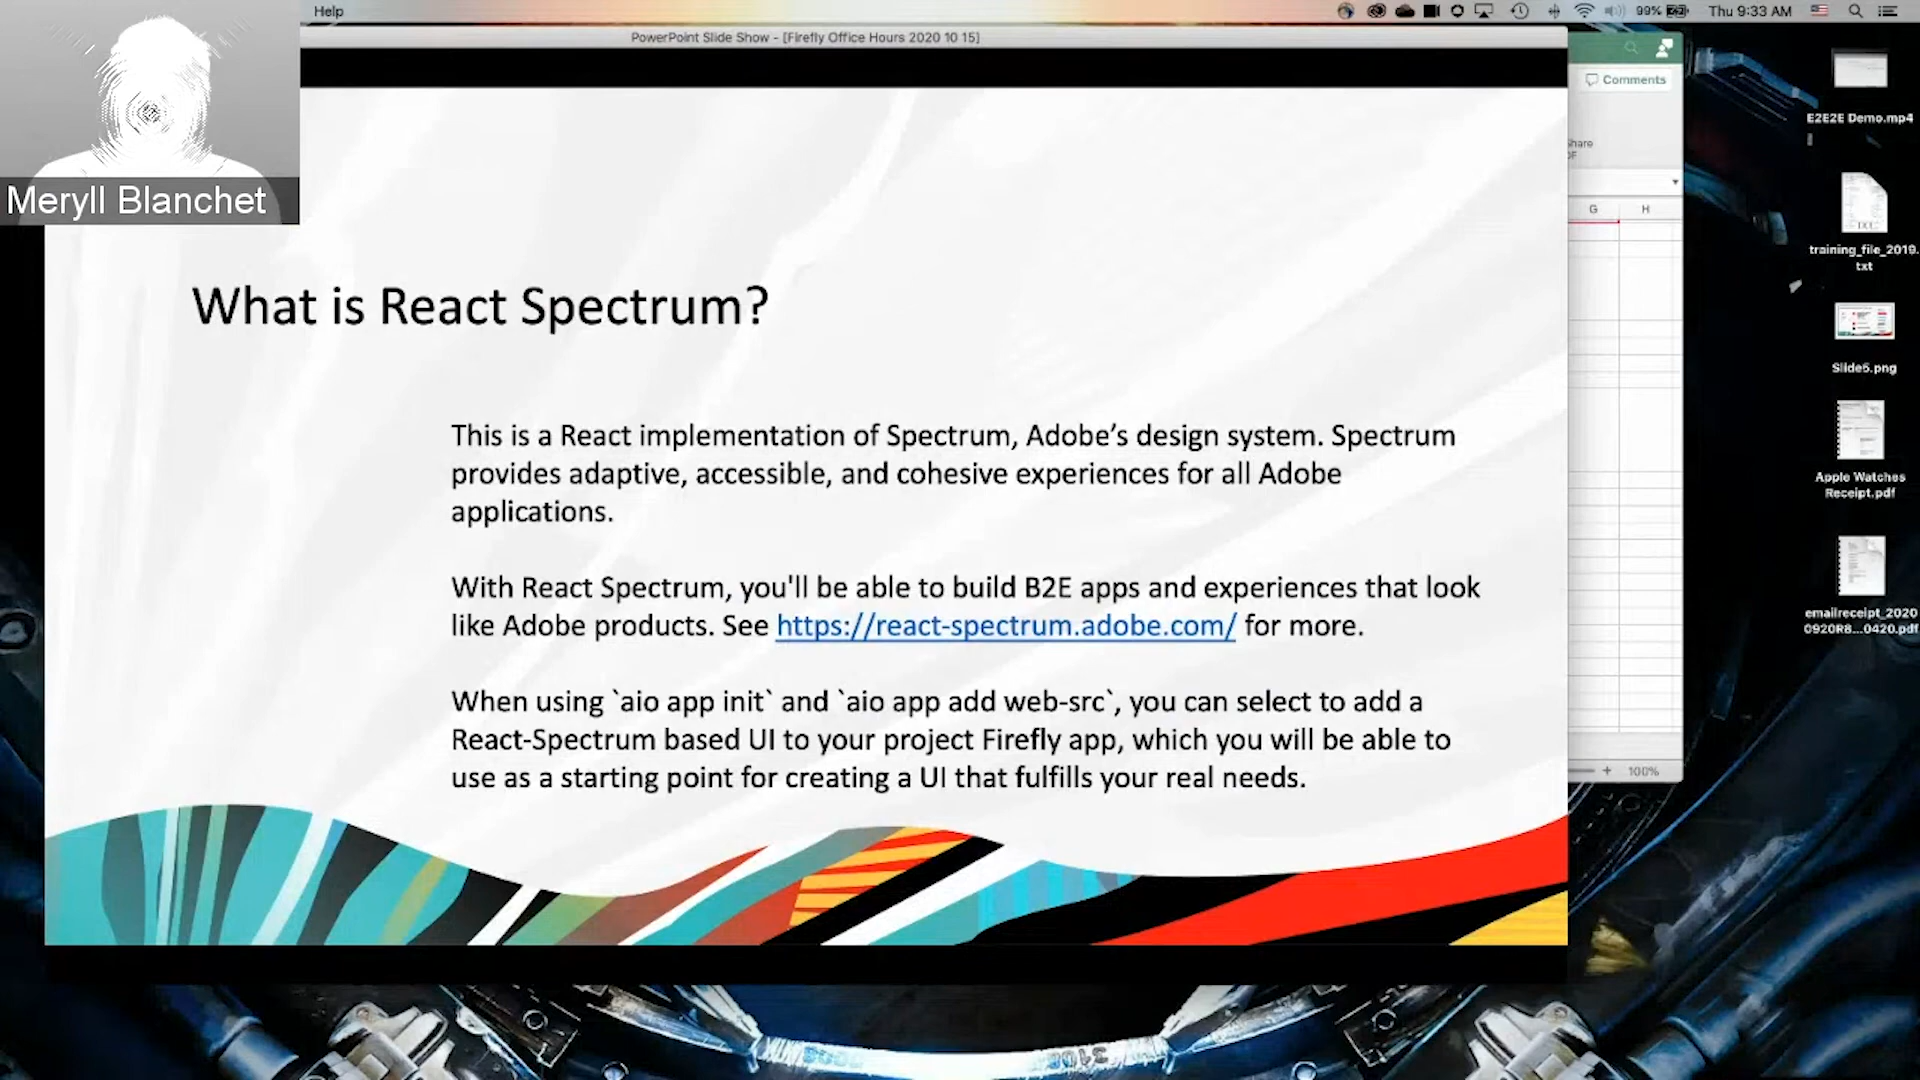 Help
99%
Thu 9:33 AM
PowerPoint Slide Show - [Firefly Office Hours 2020 10 15]
Comments
Meryll Blanchet
G H
What is React Spectrum?
This is a React implementation of Spectrum, Adobe's design system. Spectrum
provides adaptive, accessible, and cohesive experiences for all Adobe
applications.
With React Spectrum, you'll be able to build B2E apps and experiences that look
like Adobe products. See https://react-spectrum.adobe.com/ for more.
When using `aio app init` and `aio app add web-src`, you can select to add a
React-Spectrum based UI to your project Firefly app, which you will be able to
use as a starting point for creating a UI that fulfills your real needs.
100%
E2E2E Demo.mp4
training_file_2019.
txt
Slide5.png
Apple Watches
Receipt.pdf
emailreceipt_2020
0920R8...0420.pdf